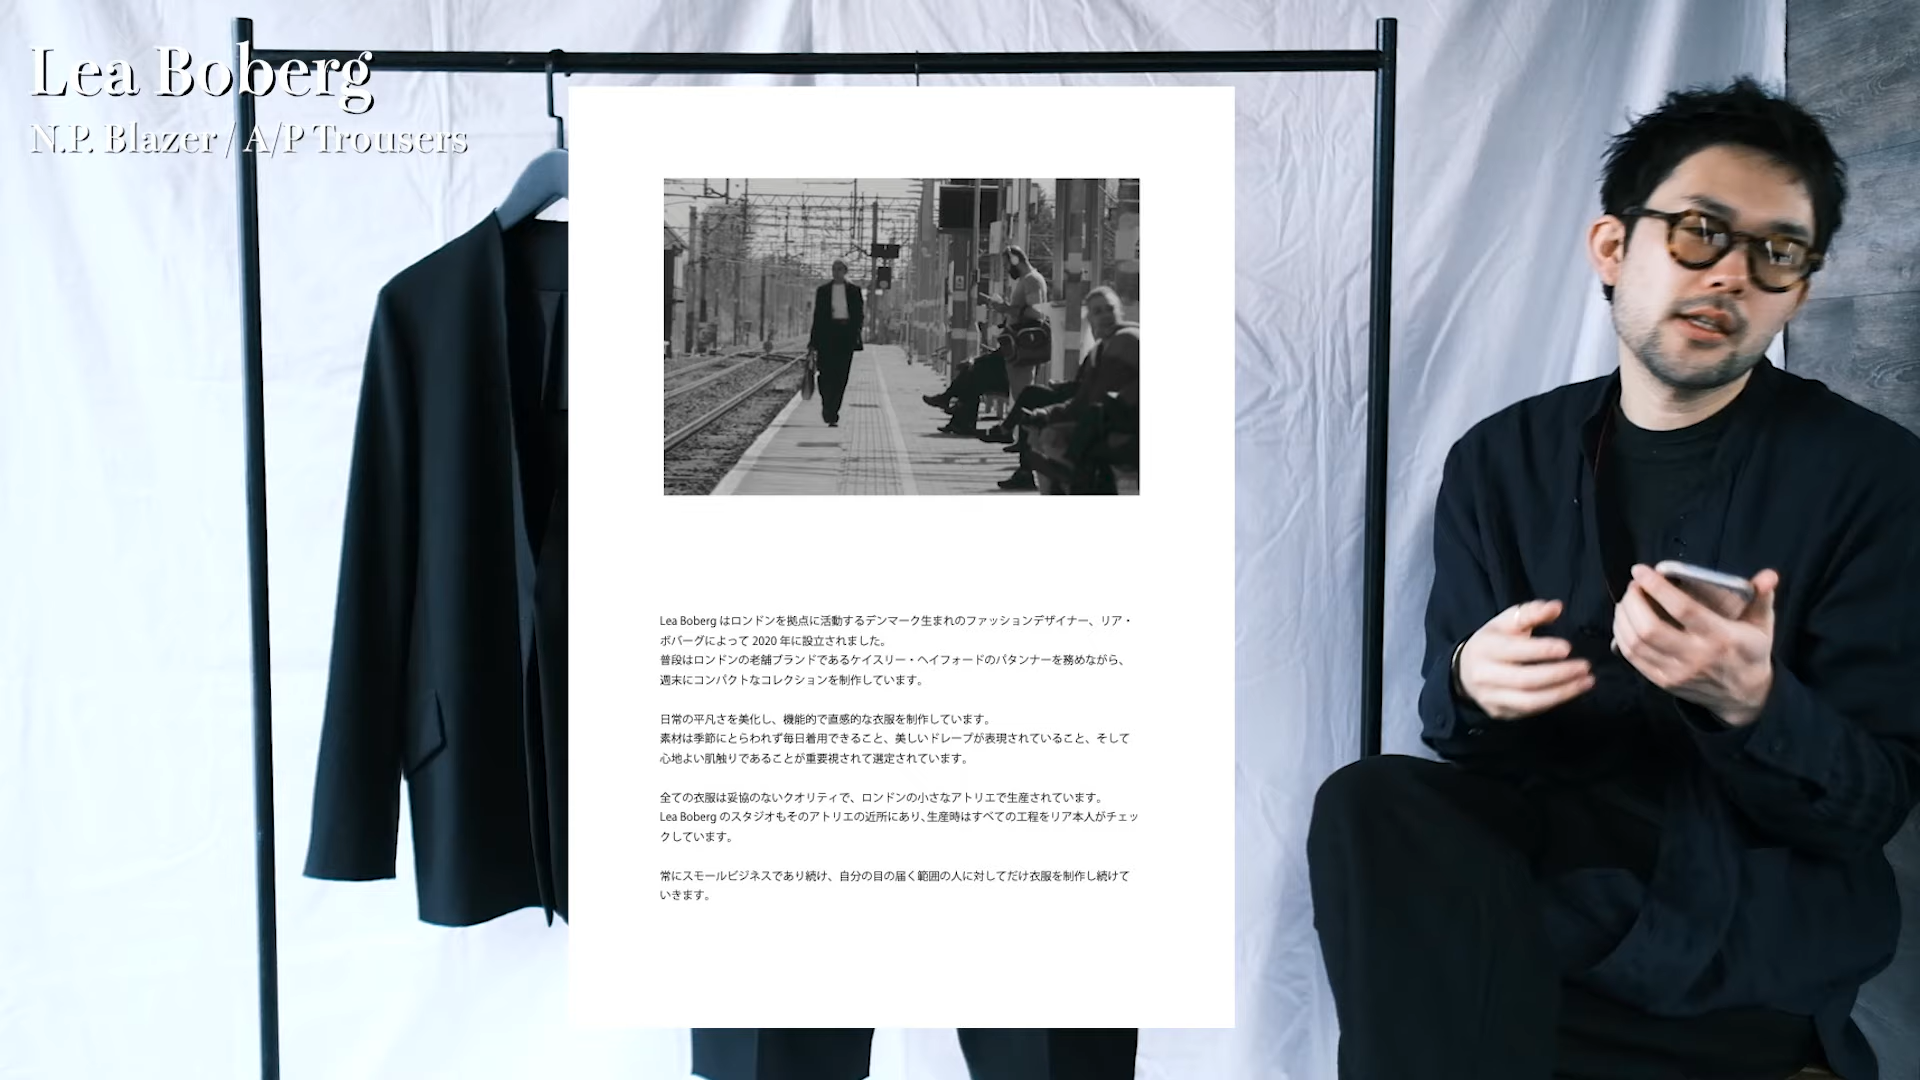 Lea Boberg
N.P. Blazer / A/P Trousers
Lea Boberg はロンドンを拠点に活動するデンマーク生まれのファッションデザイナー、リア・
ボバーグによって 2020 年に設立されました。
普段はロンドンの老舗ブランドであるケイスリー・ヘイフォードのパタンナーを務めながら、
週末にコンパクトなコレクションを制作しています。
日常の平凡さを美化し、機能的で直感的な衣服を制作しています。
素材は季節にとらわれず毎日着用できること、美しいドレープが表現されていること、そして
心地よい肌触りであることが重要視されて選定されています。
全ての衣服は妥協のないクオリティで、ロンドンの小さなアトリエで生産されています。
Lea Boberg のスタジオもそのアトリエの近所にあり、生産時はすべての工程をリア本人がチェッ
クしています。
常にスモールビジネスであり続け、自分の目の届く範囲の人に対してだけ衣服を制作し続けて
いきます。